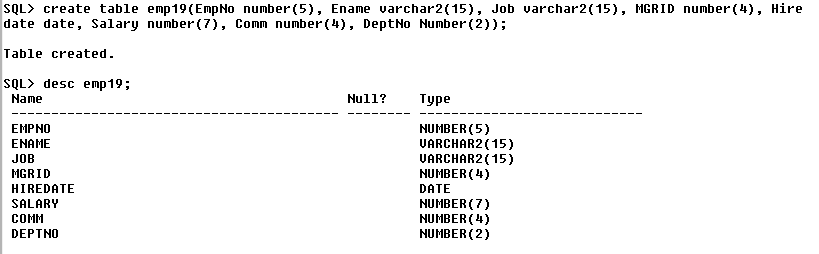 SQL> create table emp19(EmpNo number(5), Ename varchar2(15), Job varchar2(15), MGRID number(4), Hire
date date, Salary number(7), Comm number(4), DeptNo Number(2));
Table created.
SQL> desc emp19;
Name Null? Type
----------------------------------------- -------- ----------------------------
EMPNO NUMBER(5)
ENAME VARCHAR2(15)
JOB VARCHAR2(15)
MGRID NUMBER(4)
HIREDATE DATE
SALARY NUMBER(7)
COMM NUMBER(4)
DEPTNO NUMBER(2)